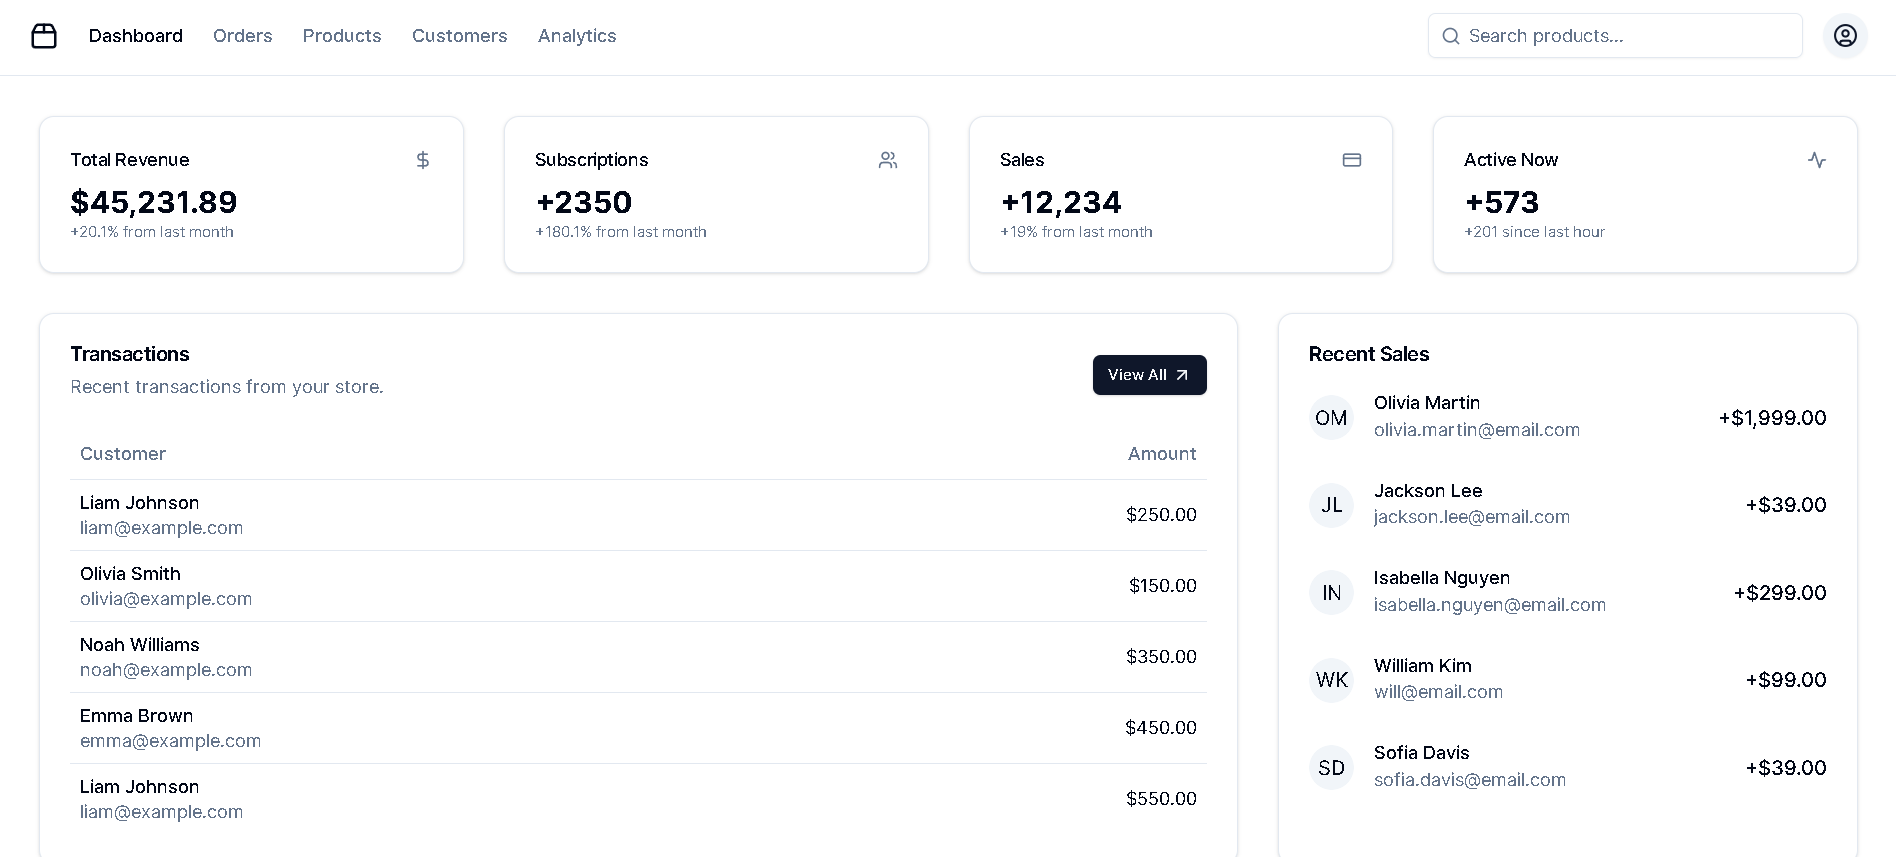 Dashboard Orders Products Customers Analytics Search products...
Total Revenue
$45,231.89
+20.1% from last month
Subscriptions
+2350
+180.1% from last month
Sales
+12,234
+19% from last month
Active Now
+573
+201 since last hour
Transactions
Recent transactions from your store.
View All
Customer Amount
Liam Johnson
liam@example.com
$250.00
Olivia Smith
olivia@example.com
$150.00
Noah Williams
noah@example.com
$350.00
Emma Brown
emma@example.com
$450.00
Liam Johnson
liam@example.com
$550.00
Recent Sales
OM
Olivia Martin
olivia.martin@email.com
+$1,999.00
JL
Jackson Lee
jackson.lee@email.com
+$39.00
IN
Isabella Nguyen
isabella.nguyen@email.com
+$299.00
WK
William Kim
will@email.com
+$99.00
SD
Sofia Davis
sofia.davis@email.com
+$39.00